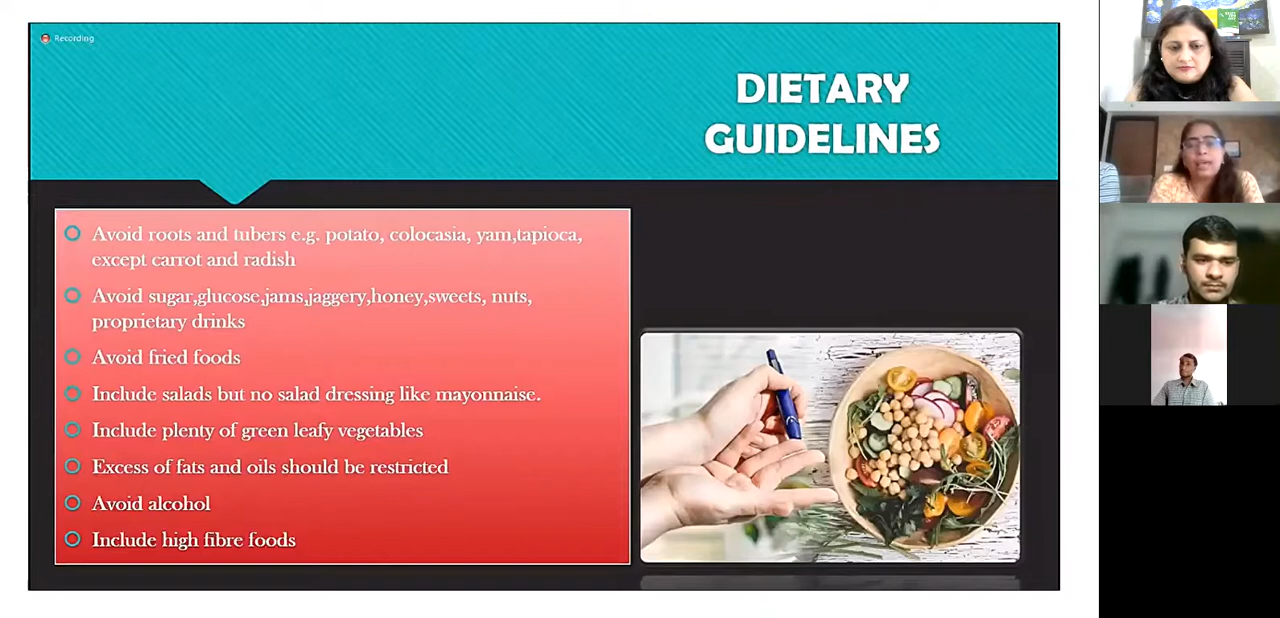 Recording
DIETARY
GUIDELINES
Avoid roots and tubers e.g. potato, colocasia, yam,tapioca,
except carrot and radish
Avoid sugar,glucose,jams,jaggery,honey,sweets, nuts,
proprietary drinks
Avoid fried foods
Include salads but no salad dressing like mayonnaise.
Include plenty of green leafy vegetables
Excess of fats and oils should be restricted
Avoid alcohol
Include high fibre foods